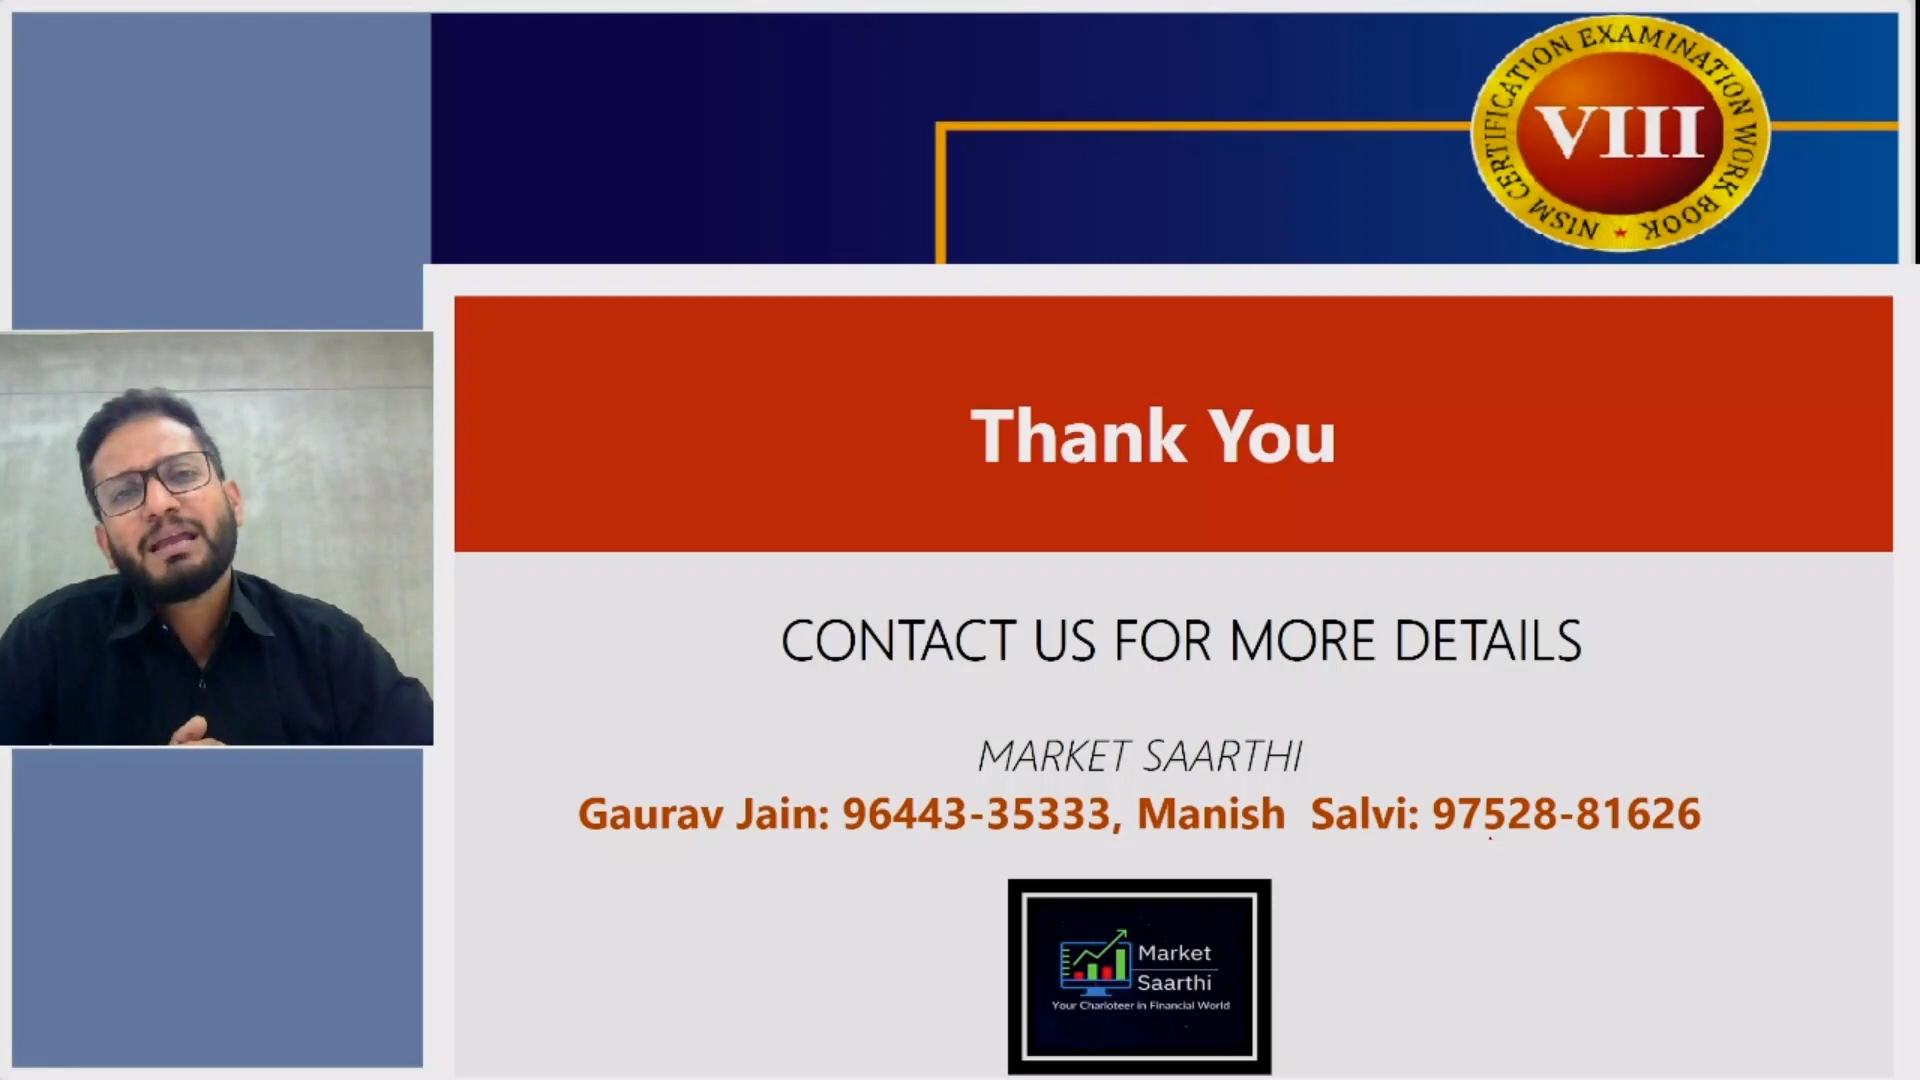 NISM CERTIFICATION EXAMINATION WORK BOOK
VIII
Thank You
CONTACT US FOR MORE DETAILS
MARKET SAARTHI
Gaurav Jain: 96443-35333, Manish Salvi: 97528-81626
Market
Saarthi
Your Charioteer in Financial World